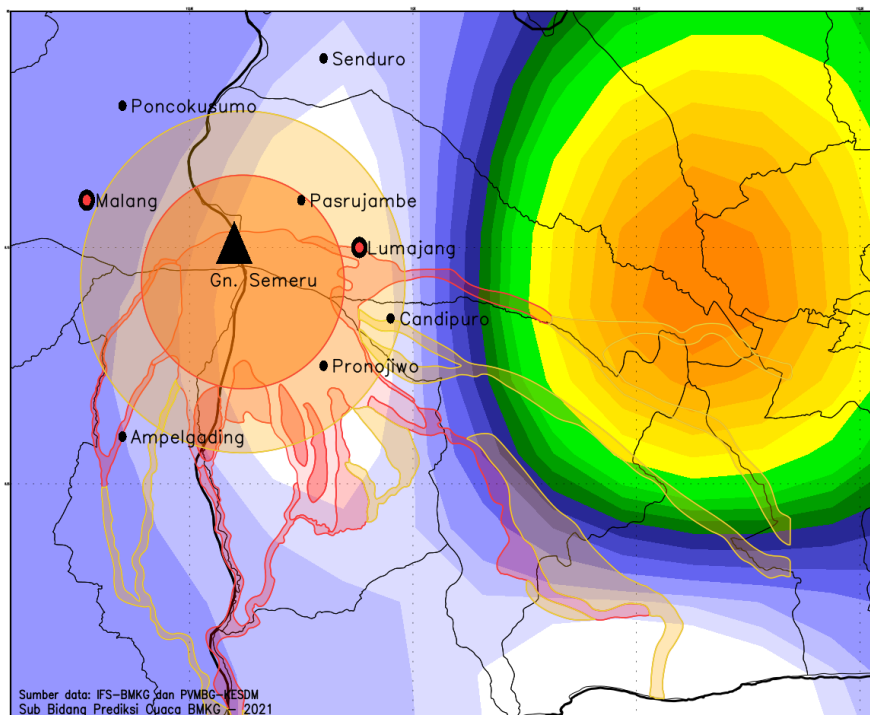 Senduro
Poncokusumo
Malang
Pasrujambe
Lumajang
Gn. Semeru
Candipuro
Pronojiwo
Ampelgading
Sumber data: IFS-BMKG dan PVMBG-KESDM
Sub Bidang Prediksi Cuaca BMKG - 2021